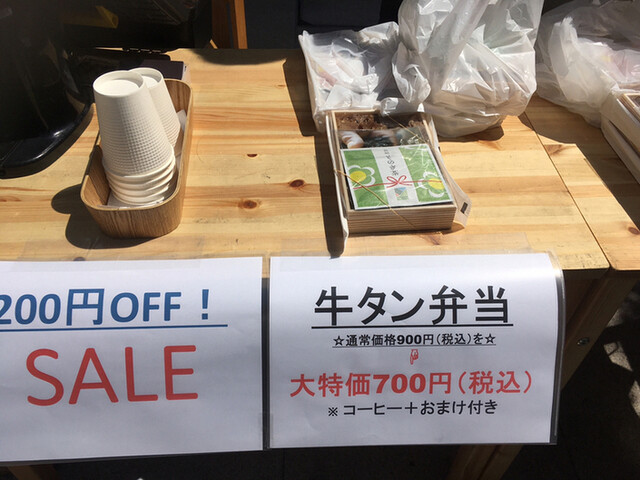 200円OFF！
SALE
牛タン弁当
☆通常価格900円(税込)を☆
☟
大特価700円(税込)
※ コーヒー＋おまけ付き